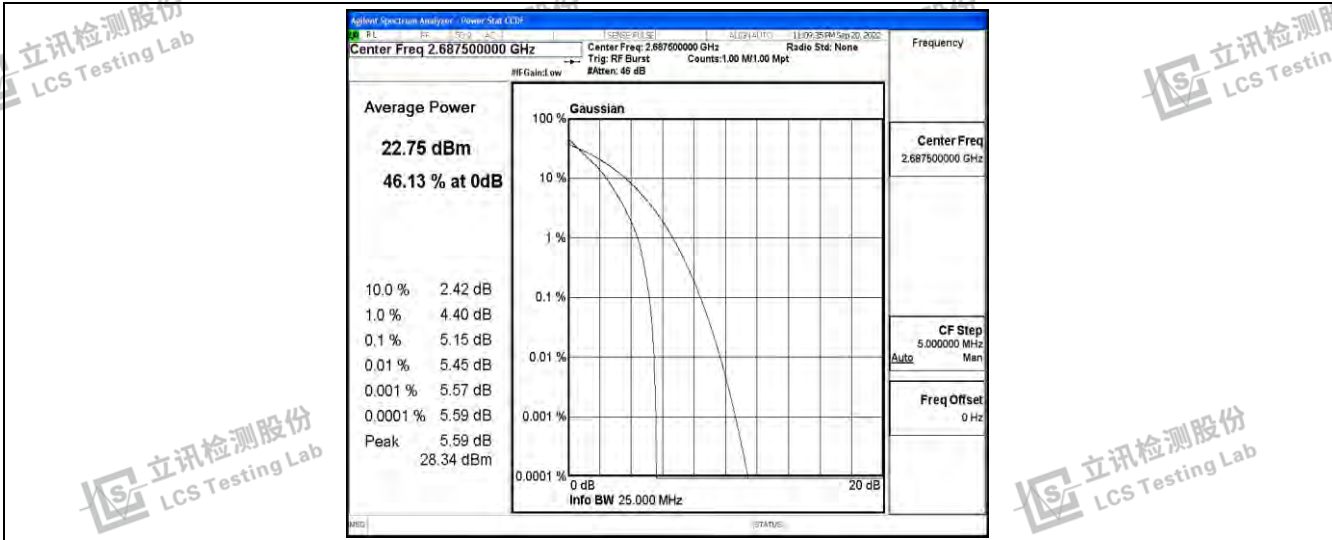 Agilent Spectrum Analyzer - Power Stat CCDF
RL RF 50 Ω AC SENSE:PULSE ALIGN AUTO 11:09:35 PM Sep 20, 2022
Center Freq 2.687500000 GHz
Center Freq: 2.687500000 GHz Radio Std: None
Trig: RF Burst Counts:1.00 M/1.00 Mpt
#IFGain:Low #Atten: 46 dB
Frequency
Average Power
22.75 dBm
46.13 % at 0dB
10.0 % 2.42 dB
1.0 % 4.40 dB
0.1 % 5.15 dB
0.01 % 5.45 dB
0.001 % 5.57 dB
0.0001 % 5.59 dB
Peak 5.59 dB
28.34 dBm
Gaussian
100 %
10 %
1 %
0.1 %
0.01 %
0.001 %
0.0001 %
0 dB 20 dB
Info BW 25.000 MHz
Center Freq
2.687500000 GHz
CF Step
5.000000 MHz
Auto Man
Freq Offset
0 Hz
MSG STATUS
立讯检测股份
LCS Testing Lab
立讯检测股
LCS Testin
立讯检测股份
LCS Testing Lab
立讯检测股份
LCS Testing Lab